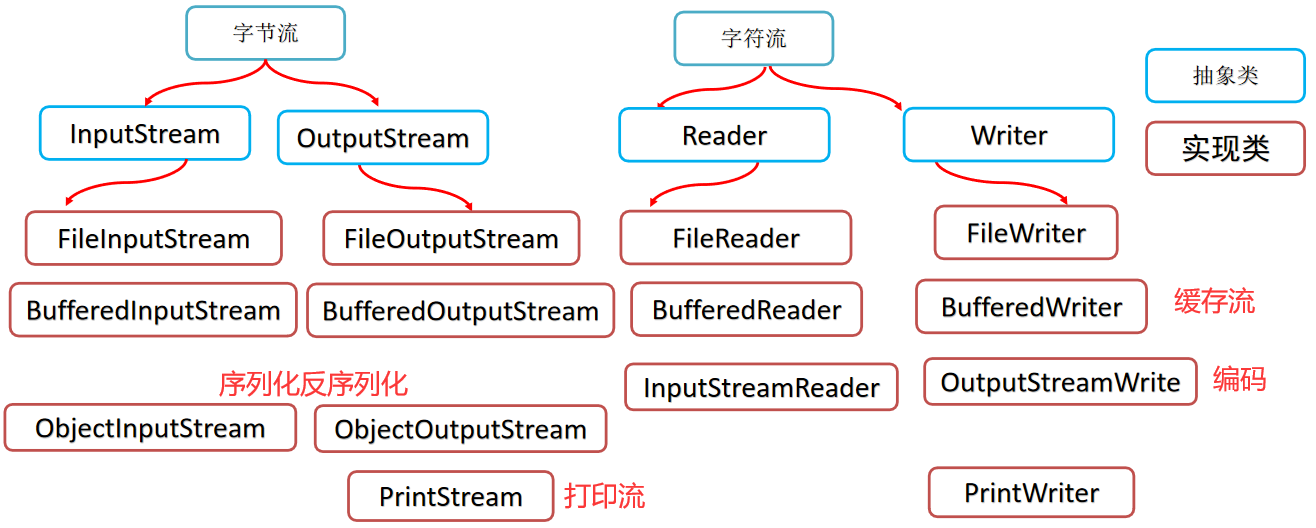 字节流
字符流
抽象类
InputStream
OutputStream
Reader
Writer
实现类
FileInputStream
FileOutputStream
FileReader
FileWriter
BufferedInputStream
BufferedOutputStream
BufferedReader
BufferedWriter
缓存流
序列化反序列化
InputStreamReader
OutputStreamWrite
编码
ObjectInputStream
ObjectOutputStream
PrintStream
打印流
PrintWriter